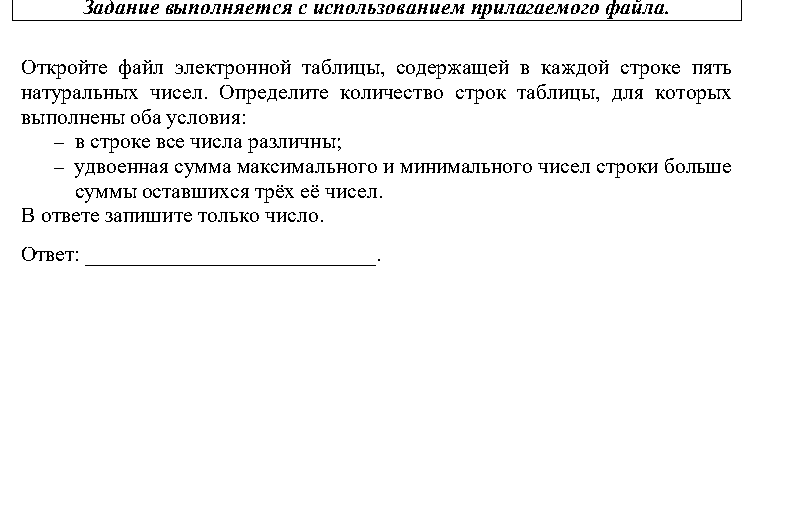 Задание выполняется с использованием прилагаемого файла.
Откройте файл электронной таблицы, содержащей в каждой строке пять
натуральных чисел. Определите количество строк таблицы, для которых
выполнены оба условия:
– в строке все числа различны;
– удвоенная сумма максимального и минимального чисел строки больше
суммы оставшихся трёх её чисел.
В ответе запишите только число.
Ответ: ___________________________.